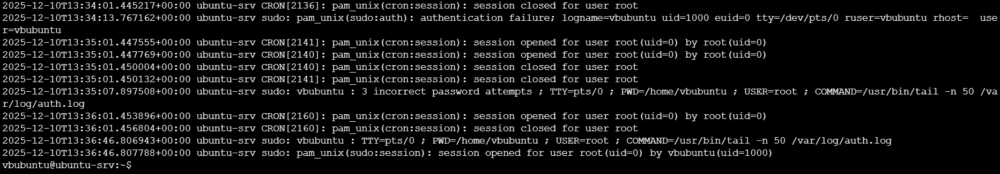 2025-12-10T13:34:01.445217+00:00 ubuntu-srv CRON[2136]: pam_unix(cron:session): session closed for user root
2025-12-10T13:34:13.767162+00:00 ubuntu-srv sudo: pam_unix(sudo:auth): authentication failure; logname=vbubuntu uid=1000 euid=0 tty=/dev/pts/0 ruser=vbubuntu rhost=  use
r=vbubuntu
2025-12-10T13:35:01.447555+00:00 ubuntu-srv CRON[2141]: pam_unix(cron:session): session opened for user root(uid=0) by root(uid=0)
2025-12-10T13:35:01.447769+00:00 ubuntu-srv CRON[2140]: pam_unix(cron:session): session opened for user root(uid=0) by root(uid=0)
2025-12-10T13:35:01.450004+00:00 ubuntu-srv CRON[2140]: pam_unix(cron:session): session closed for user root
2025-12-10T13:35:01.450132+00:00 ubuntu-srv CRON[2141]: pam_unix(cron:session): session closed for user root
2025-12-10T13:35:07.897508+00:00 ubuntu-srv sudo: vbubuntu : 3 incorrect password attempts ; TTY=pts/0 ; PWD=/home/vbubuntu ; USER=root ; COMMAND=/usr/bin/tail -n 50 /va
r/log/auth.log
2025-12-10T13:36:01.453896+00:00 ubuntu-srv CRON[2160]: pam_unix(cron:session): session opened for user root(uid=0) by root(uid=0)
2025-12-10T13:36:01.456804+00:00 ubuntu-srv CRON[2160]: pam_unix(cron:session): session closed for user root
2025-12-10T13:36:46.806943+00:00 ubuntu-srv sudo: vbubuntu : TTY=pts/0 ; PWD=/home/vbubuntu ; USER=root ; COMMAND=/usr/bin/tail -n 50 /var/log/auth.log
2025-12-10T13:36:46.807788+00:00 ubuntu-srv sudo: pam_unix(sudo:session): session opened for user root(uid=0) by vbubuntu(uid=1000)
vbubuntu@ubuntu-srv:~$